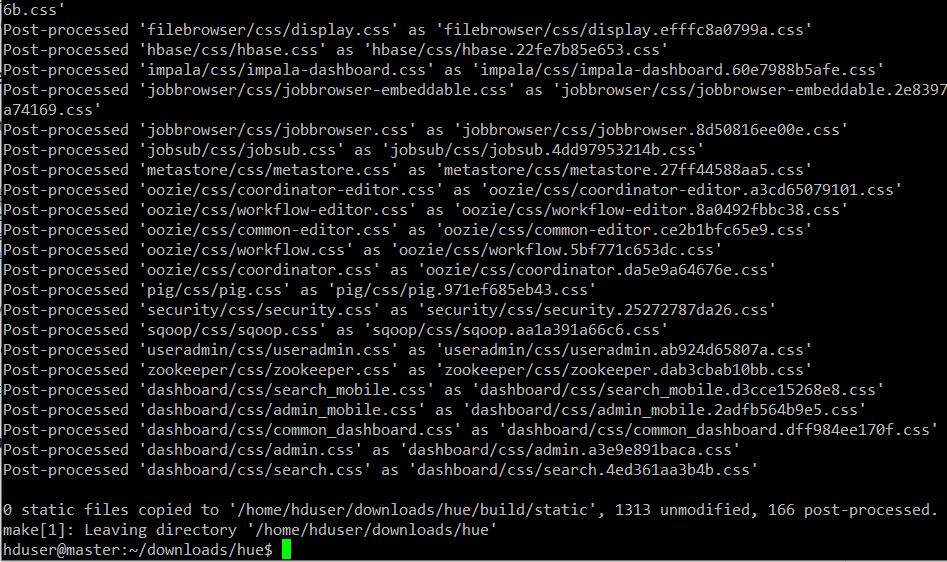 6b.css'
Post-processed 'filebrowser/css/display.css' as 'filebrowser/css/display.efffc8a0799a.css'
Post-processed 'hbase/css/hbase.css' as 'hbase/css/hbase.22fe7b85e653.css'
Post-processed 'impala/css/impala-dashboard.css' as 'impala/css/impala-dashboard.60e7988b5afe.css'
Post-processed 'jobbrowser/css/jobbrowser-embeddable.css' as 'jobbrowser/css/jobbrowser-embeddable.2e8397
a74169.css'
Post-processed 'jobbrowser/css/jobbrowser.css' as 'jobbrowser/css/jobbrowser.8d50816ee00e.css'
Post-processed 'jobsub/css/jobsub.css' as 'jobsub/css/jobsub.4dd97953214b.css'
Post-processed 'metastore/css/metastore.css' as 'metastore/css/metastore.27ff44588aa5.css'
Post-processed 'oozie/css/coordinator-editor.css' as 'oozie/css/coordinator-editor.a3cd65079101.css'
Post-processed 'oozie/css/workflow-editor.css' as 'oozie/css/workflow-editor.8a0492fbbc38.css'
Post-processed 'oozie/css/common-editor.css' as 'oozie/css/common-editor.ce2b1bfc65e9.css'
Post-processed 'oozie/css/workflow.css' as 'oozie/css/workflow.5bf771c653dc.css'
Post-processed 'oozie/css/coordinator.css' as 'oozie/css/coordinator.da5e9a64676e.css'
Post-processed 'pig/css/pig.css' as 'pig/css/pig.971ef685eb43.css'
Post-processed 'security/css/security.css' as 'security/css/security.25272787da26.css'
Post-processed 'sqoop/css/sqoop.css' as 'sqoop/css/sqoop.aa1a391a66c6.css'
Post-processed 'useradmin/css/useradmin.css' as 'useradmin/css/useradmin.ab924d65807a.css'
Post-processed 'zookeeper/css/zookeeper.css' as 'zookeeper/css/zookeeper.dab3cbab10bb.css'
Post-processed 'dashboard/css/search_mobile.css' as 'dashboard/css/search_mobile.d3cce15268e8.css'
Post-processed 'dashboard/css/admin_mobile.css' as 'dashboard/css/admin_mobile.2adfb564b9e5.css'
Post-processed 'dashboard/css/common_dashboard.css' as 'dashboard/css/common_dashboard.dff984ee170f.css'
Post-processed 'dashboard/css/admin.css' as 'dashboard/css/admin.a3e9e891baca.css'
Post-processed 'dashboard/css/search.css' as 'dashboard/css/search.4ed361aa3b4b.css'
0 static files copied to '/home/hduser/downloads/hue/build/static', 1313 unmodified, 166 post-processed.
make[1]: Leaving directory '/home/hduser/downloads/hue'
hduser@master:~/downloads/hue$